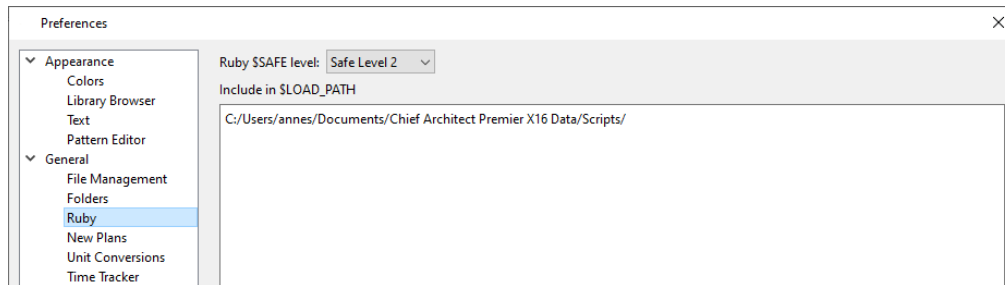 Preferences
Appearance
Colors
Library Browser
Text
Pattern Editor
General
File Management
Folders
Ruby
New Plans
Unit Conversions
Time Tracker
Ruby $SAFE level: Safe Level 2
Include in $LOAD_PATH
C:/Users/annes/Documents/Chief Architect Premier X16 Data/Scripts/